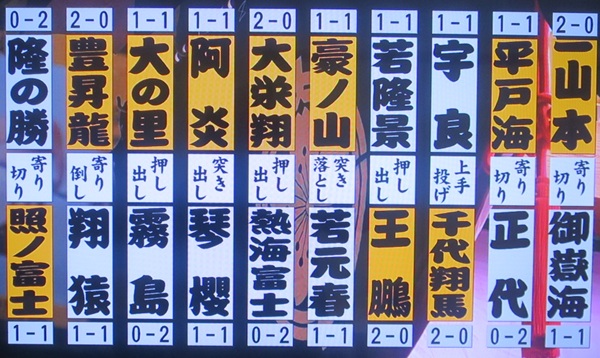 2-0
一山本
寄り切り
御嶽海
1-1
1-1
平戸海
寄り切り
正代
0-2
1-1
宇良
上手投げ
千代翔馬
2-0
1-1
若隆景
押し出し
王鵬
2-0
1-1
豪ノ山
突き落とし
若元春
1-1
2-0
大栄翔
押し出し
熱海富士
0-2
1-1
阿炎
突き出し
琴櫻
1-1
1-1
大の里
押し出し
霧島
0-2
2-0
豊昇龍
寄り倒し
翔猿
1-1
0-2
隆の勝
寄り切り
照ノ富士
1-1